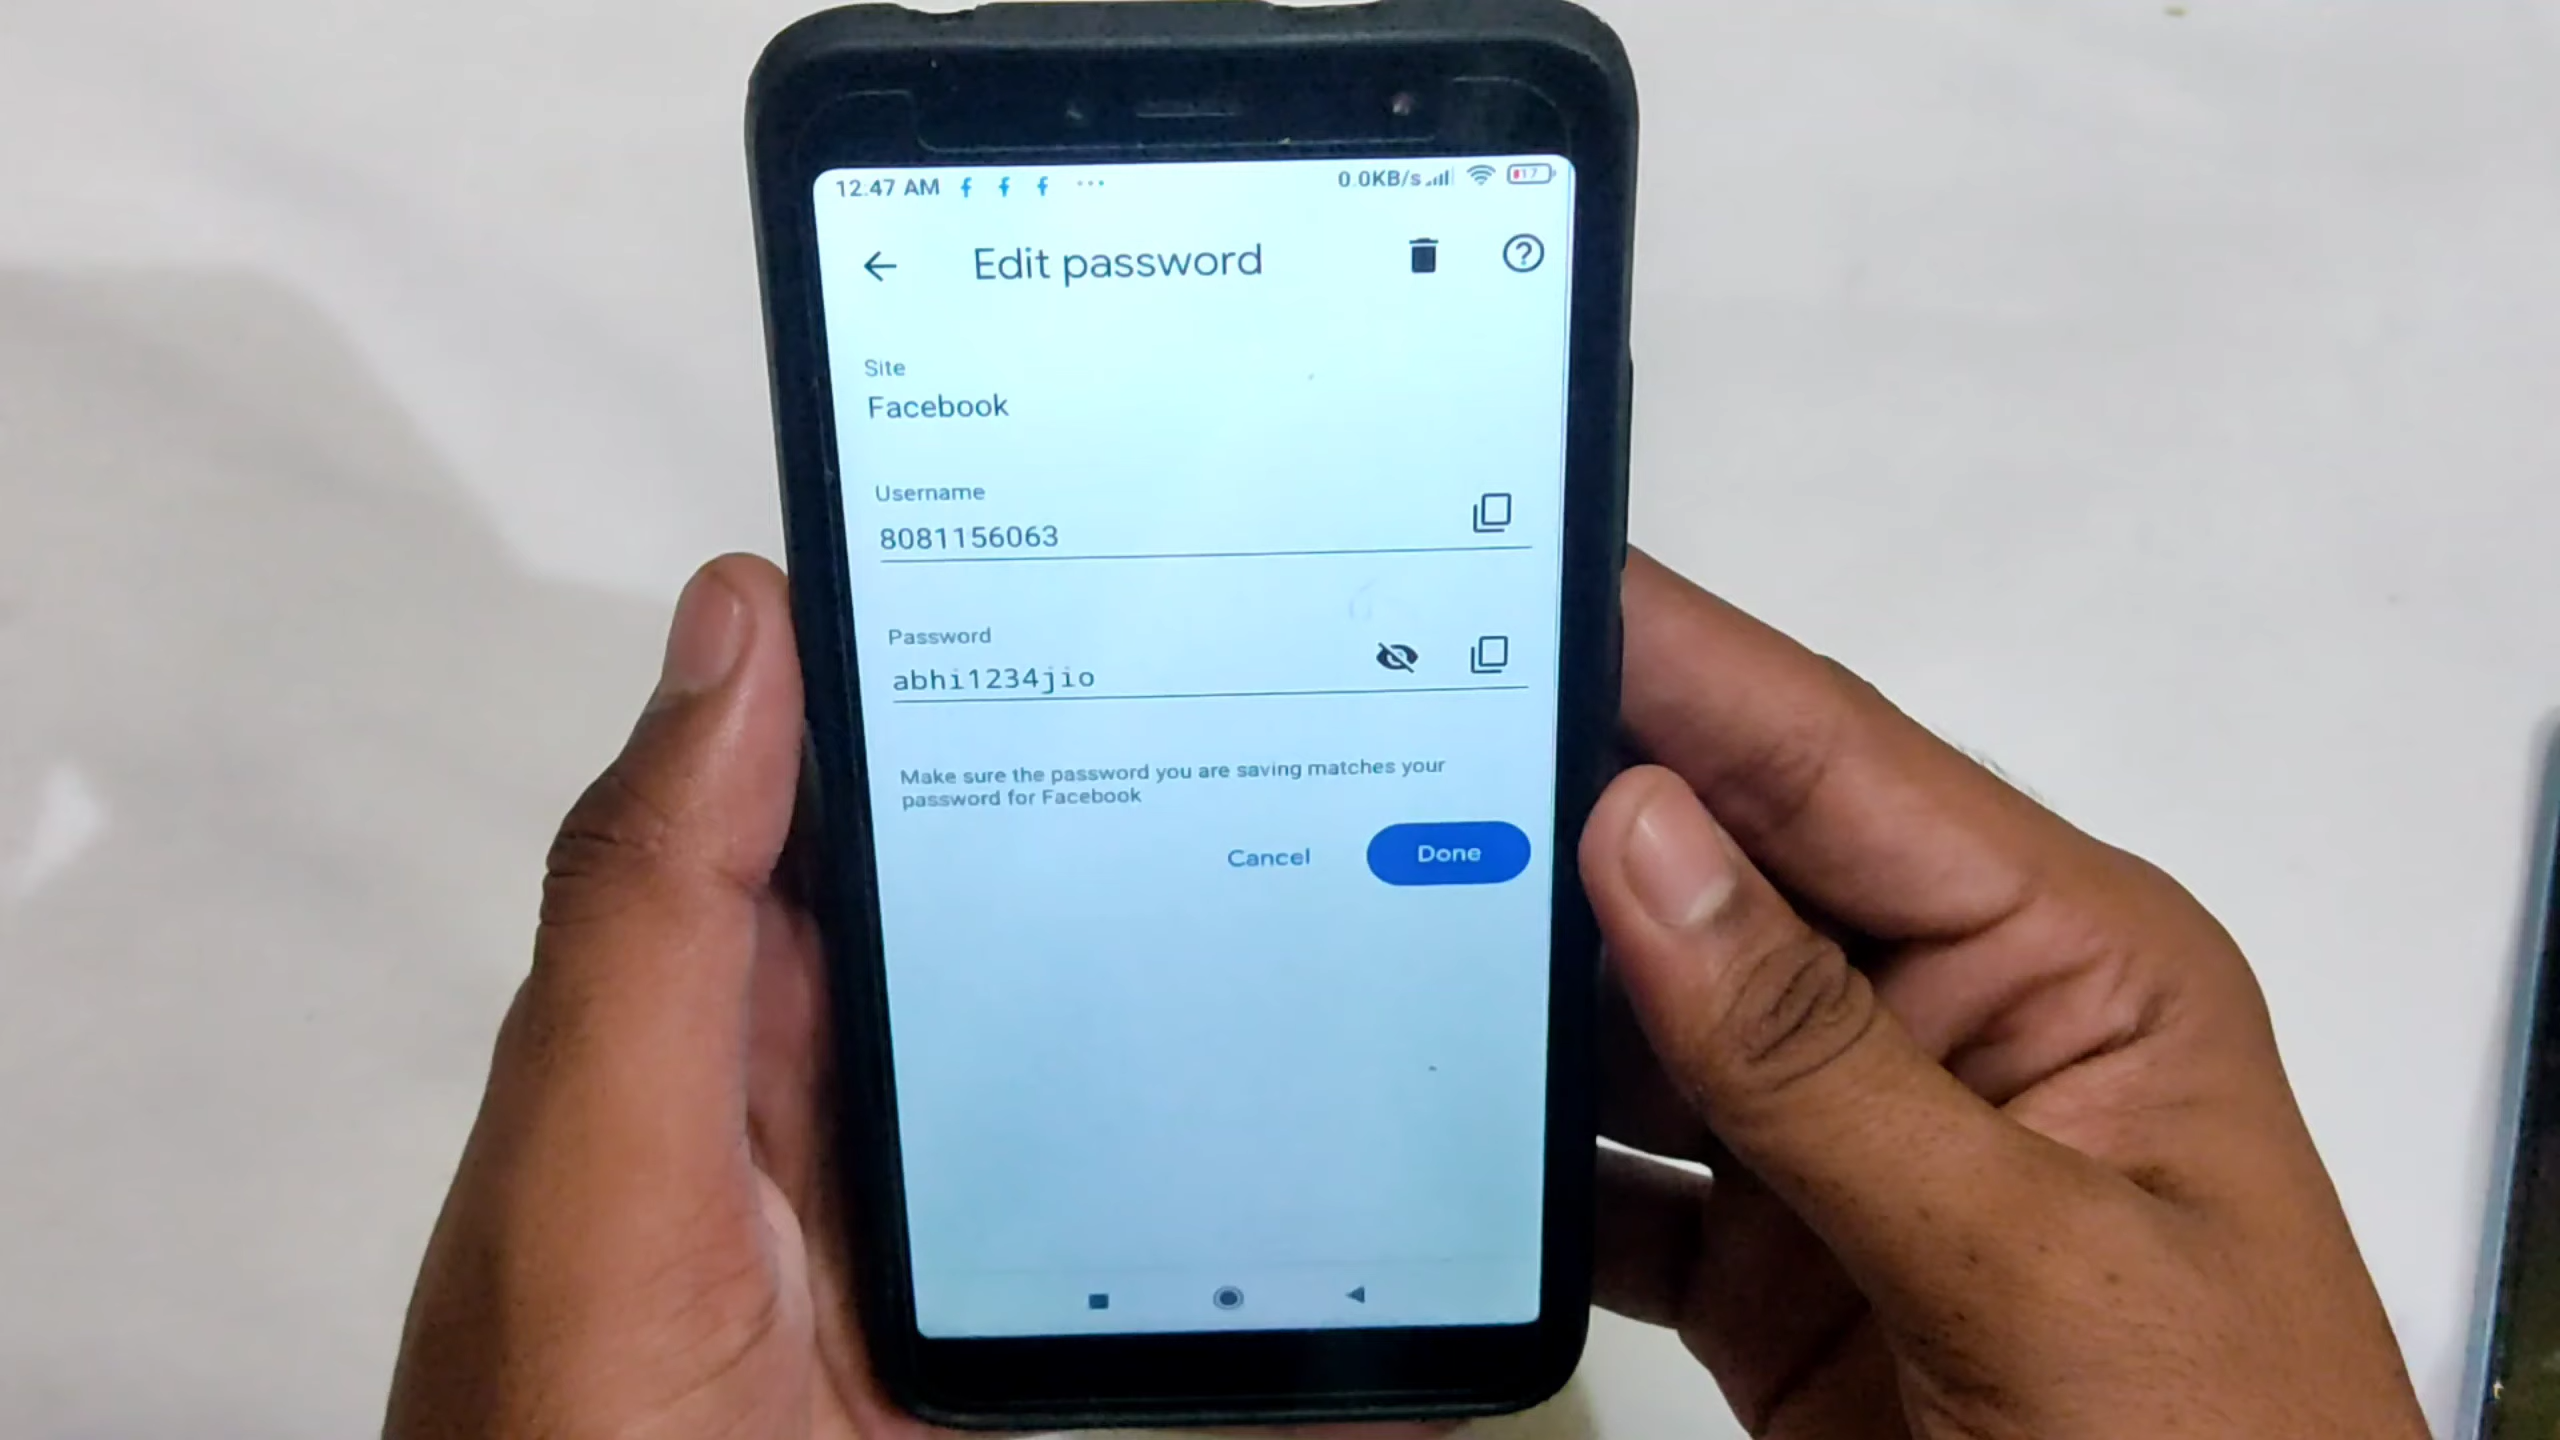 12:47 AM f f f ... 0.0KB/s 17
Edit password
Site
Facebook
Username
8081156063
Password
abhi1234jio
Make sure the password you are saving matches your
password for Facebook
Cancel Done